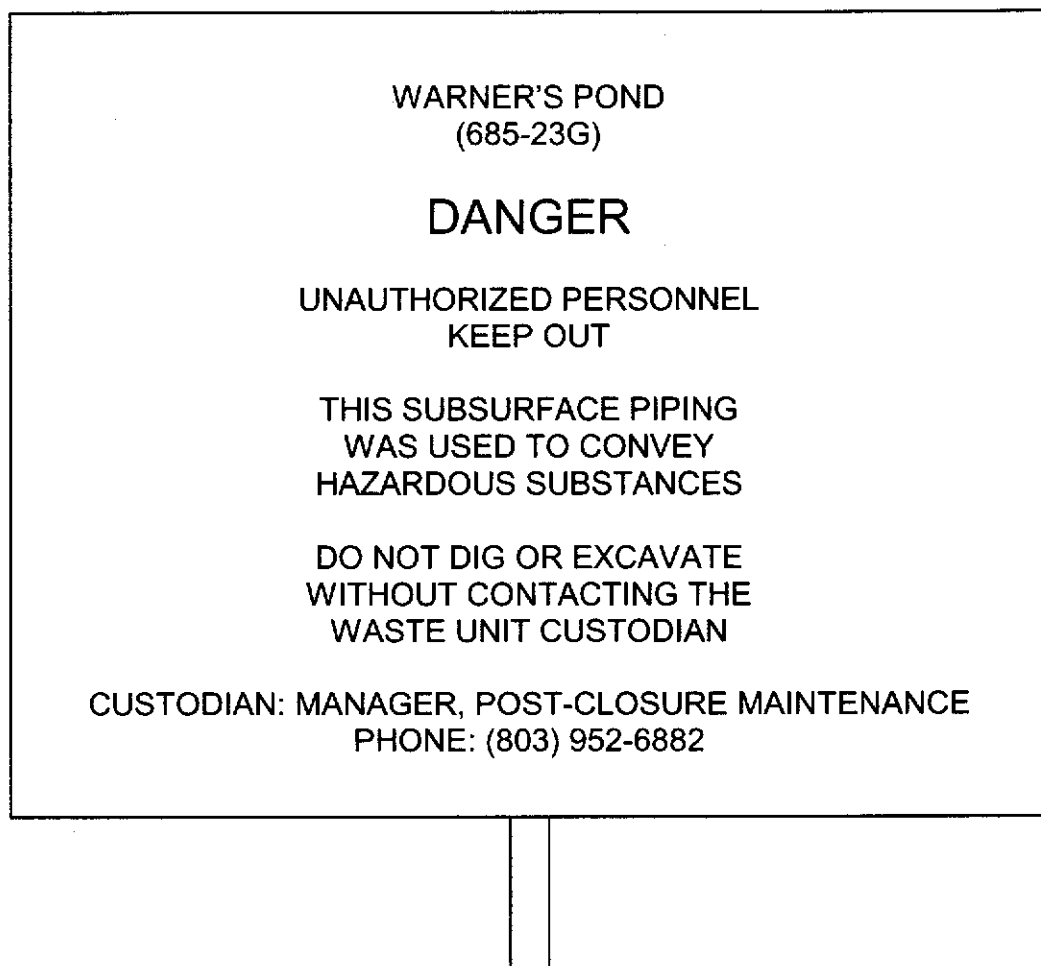 WARNER'S POND
(685-23G)
DANGER
UNAUTHORIZED PERSONNEL
KEEP OUT
THIS SUBSURFACE PIPING
WAS USED TO CONVEY
HAZARDOUS SUBSTANCES
DO NOT DIG OR EXCAVATE
WITHOUT CONTACTING THE
WASTE UNIT CUSTODIAN
CUSTODIAN: MANAGER, POST-CLOSURE MAINTENANCE
PHONE: (803) 952-6882